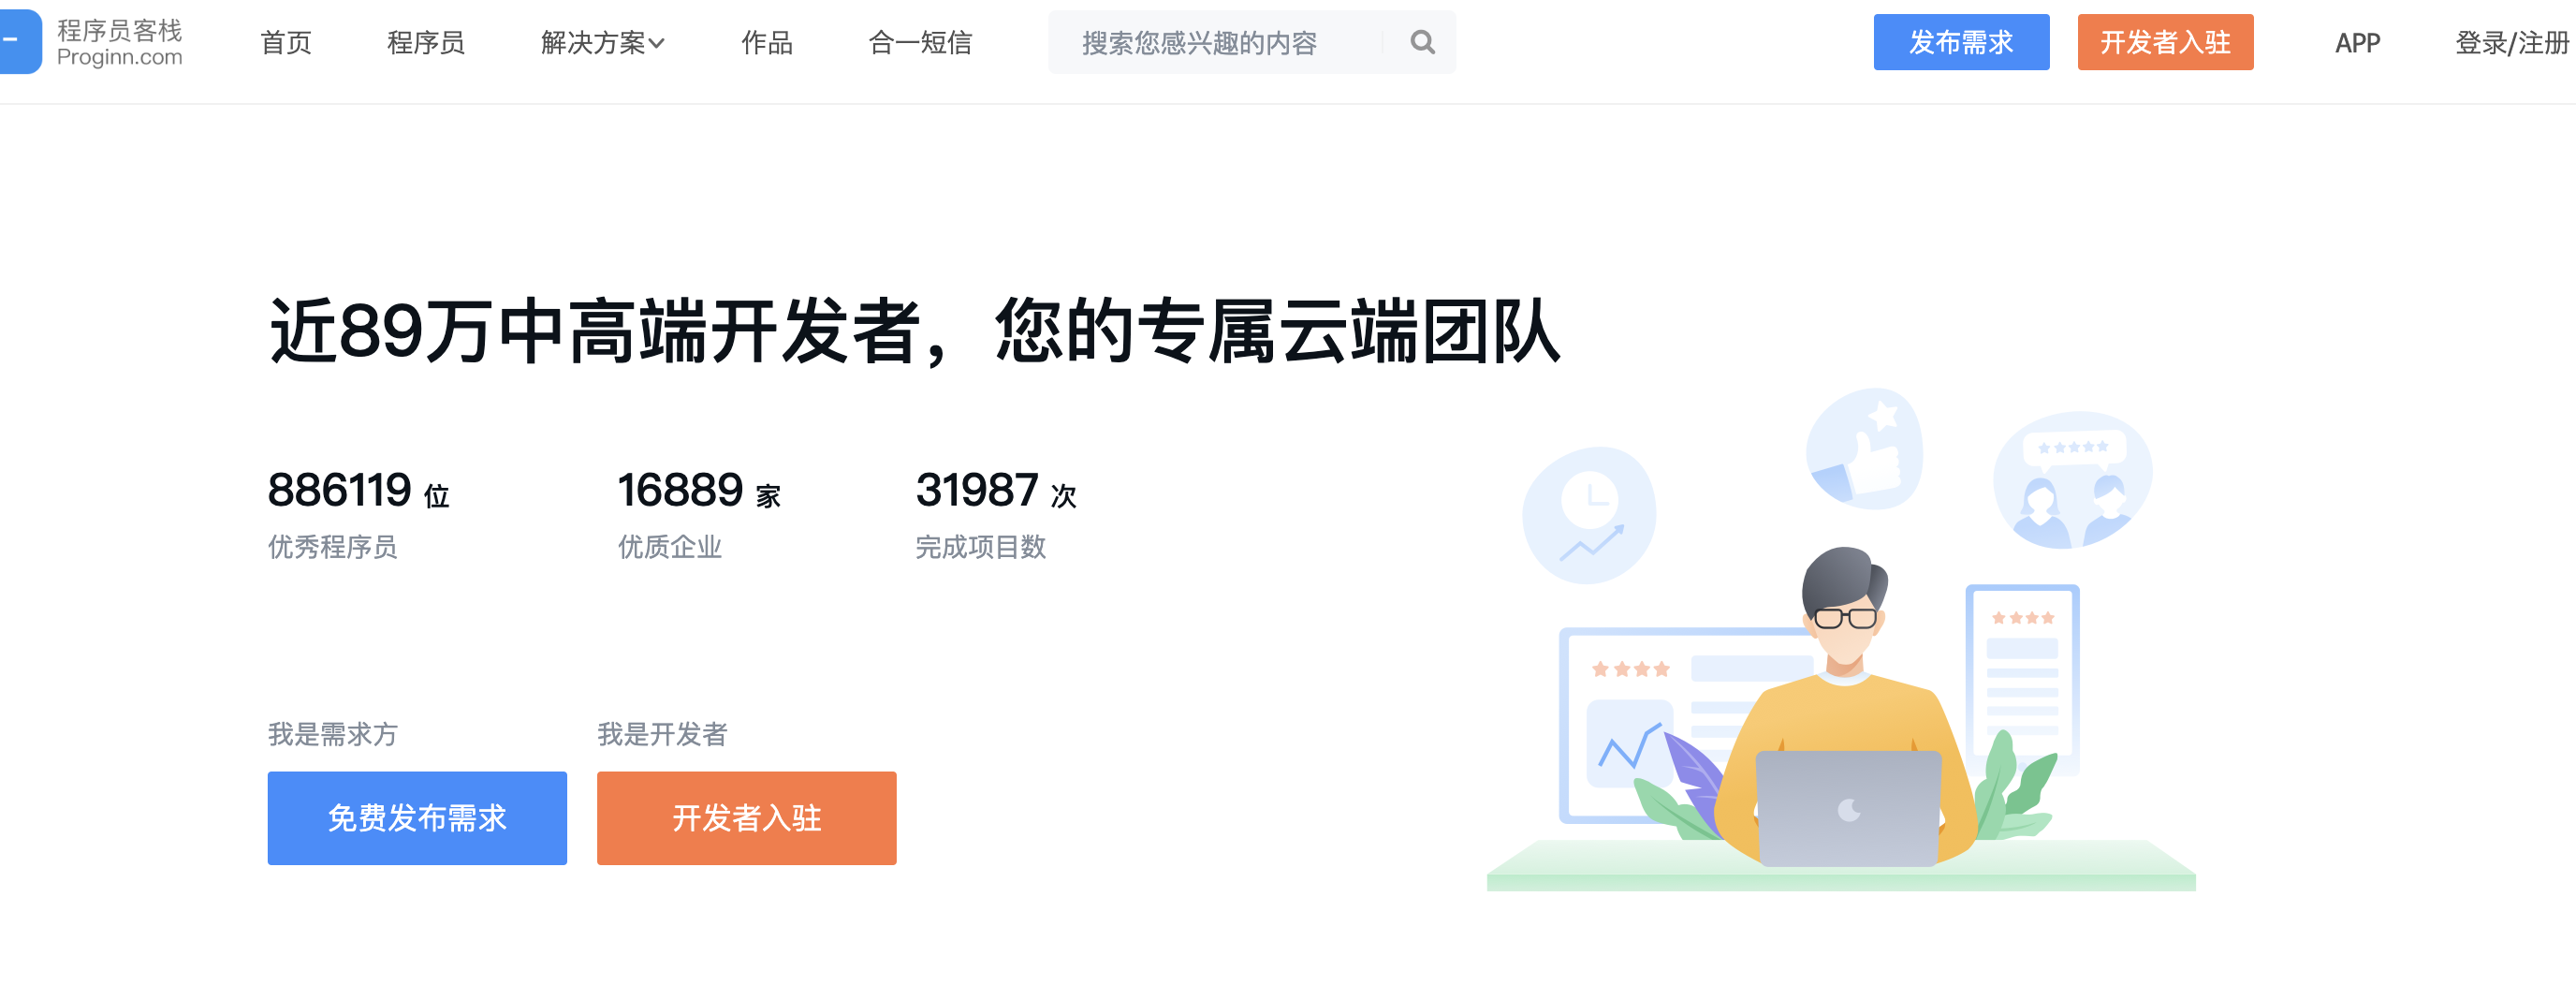 程序员客栈
Proginn.com
首页 程序员 解决方案 作品 合一短信 搜索您感兴趣的内容 发布需求 开发者入驻 APP 登录/注册
近89万中高端开发者，您的专属云端团队
886119 位 16889 家 31987 次
优秀程序员 优质企业 完成项目数
我是需求方 我是开发者
免费发布需求 开发者入驻